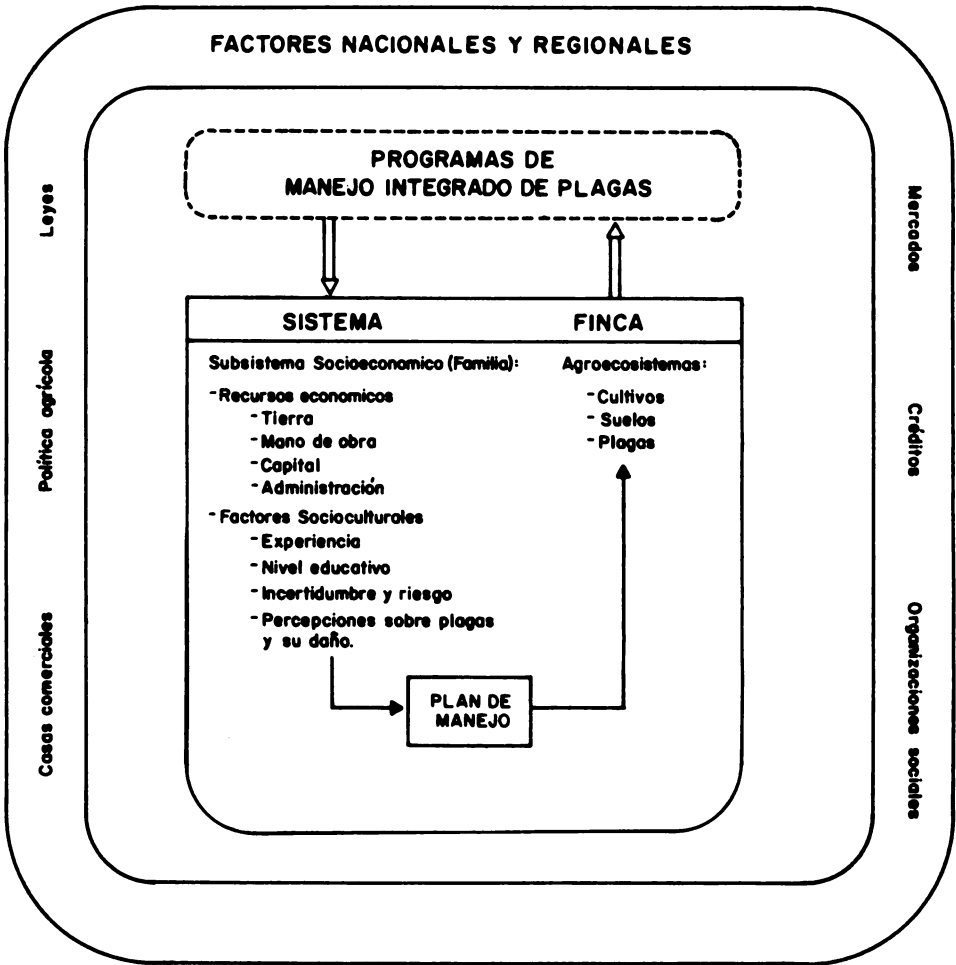 FACTORES NACIONALES Y REGIONALES
PROGRAMAS DE
MANEJO INTEGRADO DE PLAGAS
Leyes
Política agrícola
Casas comerciales
Mercados
Créditos
Organizaciones sociales
SISTEMA FINCA
Subsistema Socioeconomico (Familia):
-Recursos economicos
-Tierra
-Mano de obra
-Capital
-Administración
-Factores Socioculturales
-Experiencia
-Nivel educativo
-Incertidumbre y riesgo
-Percepciones sobre plagas
y su daño.
Agroecosistemas:
-Cultivos
-Suelos
-Plagas
PLAN DE
MANEJO